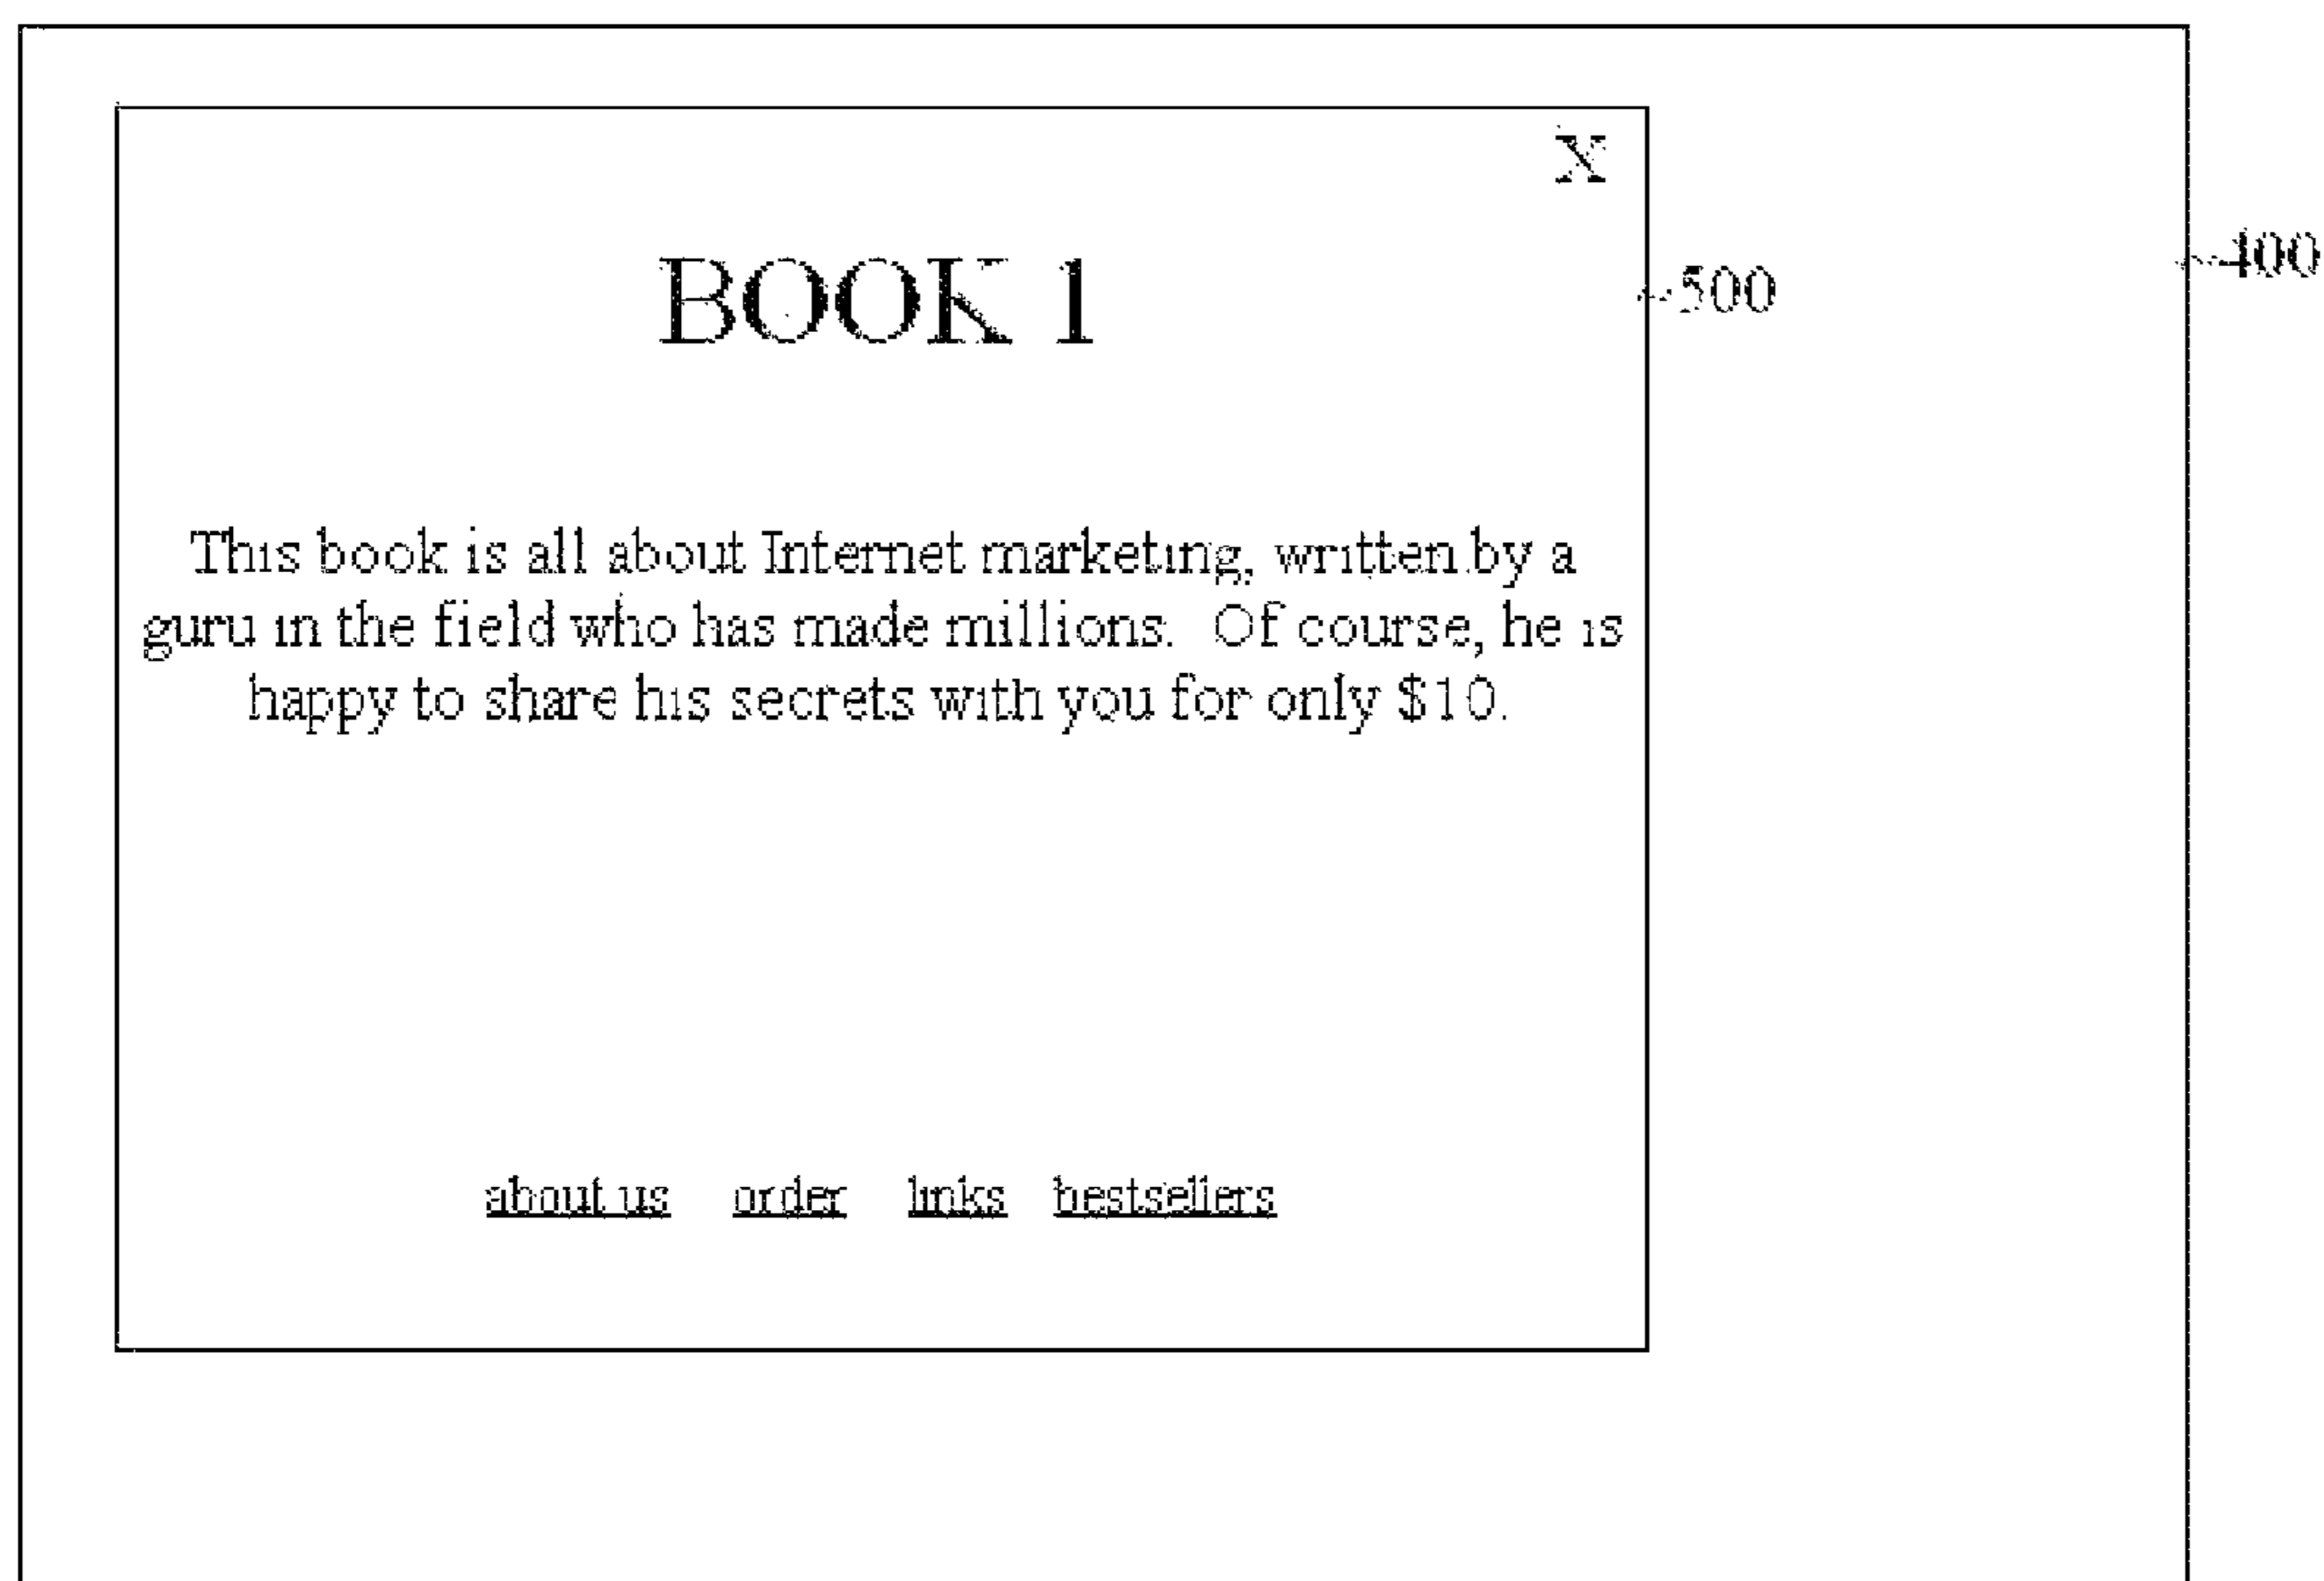 X
BOOK 1
500
400
This book is all about Internet marketing, written by a
guru in the field who has made millions.  Of course, he is
happy to share his secrets with you for only $10.
about us order links bestsellers